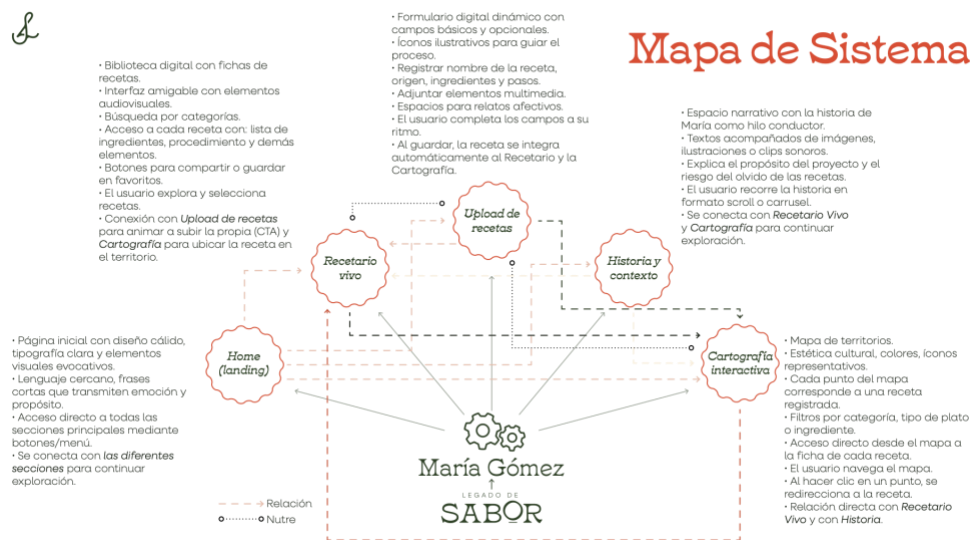 Mapa de Sistema
• Biblioteca digital con fichas de
recetas.
• Interfaz amigable con elementos
audiovisuales.
• Búsqueda por categorías.
• Acceso a cada receta con: lista de
ingredientes, procedimiento y demás
elementos.
• Botones para compartir o guardar
en favoritos.
• El usuario explora y selecciona
recetas.
• Conexión con Upload de recetas
para animar a subir la propia (CTA) y
Cartografía para ubicar la receta en
el territorio.
• Formulario digital dinámico con
campos básicos y opcionales.
• Íconos ilustrativos para guiar el
proceso.
• Registrar nombre de la receta,
origen, ingredientes y pasos.
• Adjuntar elementos multimedia.
• Espacios para relatos afectivos.
• El usuario completa los campos a su
ritmo.
• Al guardar, la receta se integra
automáticamente al Recetario y la
Cartografía.
• Espacio narrativo con la historia de
María como hilo conductor.
• Textos acompañados de imágenes,
ilustraciones o clips sonoros.
• Explica el propósito del proyecto y el
riesgo del olvido de las recetas.
• El usuario recorre la historia en
formato scroll o carrusel.
• Se conecta con Recetario Vivo
y Cartografía para continuar
exploración.
Upload de
recetas
Recetario
vivo
Historia y
contexto
Home
(landing)
Cartografía
interactiva
• Página inicial con diseño cálido,
tipografía clara y elementos
visuales evocativos.
• Lenguaje cercano, frases
cortas que transmiten emoción y
propósito.
• Acceso directo a todas las
secciones principales mediante
botones/menú.
• Se conecta con las diferentes
secciones para continuar
exploración.
• Mapa de territorios.
• Estética cultural, colores, íconos
representativos.
• Cada punto del mapa
corresponde a una receta
registrada.
• Filtros por categoría, tipo de plato
o ingrediente.
• Acceso directo desde el mapa a
la ficha de cada receta.
• El usuario navega el mapa.
• Al hacer clic en un punto, se
redirecciona a la receta.
• Relación directa con Recetario
Vivo y con Historia.
María Gómez
LEGADO DE
SABOR
Relación
Nutre